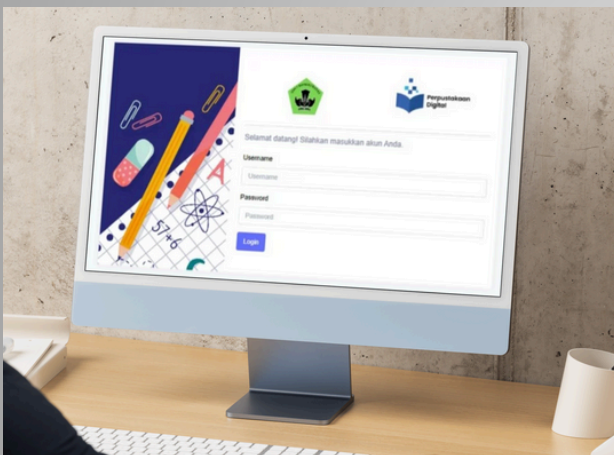 Perpustakaan
Digital
Selamat datang! Silahkan masukkan akun Anda.
Username
Username
Password
Password
Login
A
57+6